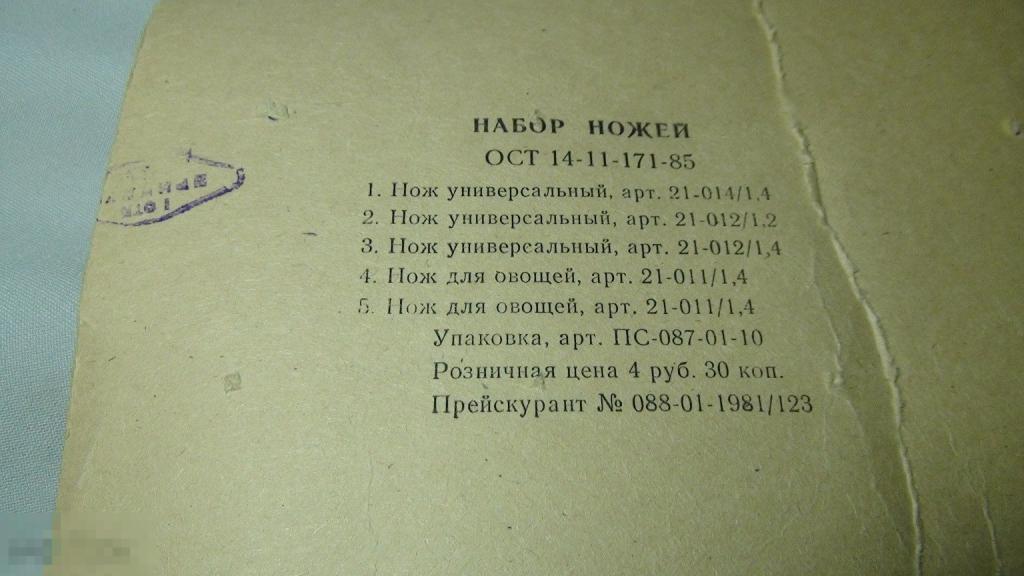 НАБОР НОЖЕЙ
ОСТ 14-11-171-85
1. Нож универсальный, арт. 21-014/1,4
2. Нож универсальный, арт. 21-012/1,2
3. Нож универсальный, арт. 21-012/1,4
4. Нож для овощей, арт. 21-011/1,4
5. Нож для овощей, арт. 21-011/1,4
Упаковка, арт. ПС-087-01-10
Розничная цена 4 руб. 30 коп.
Прейскурант № 088-01-1981/123